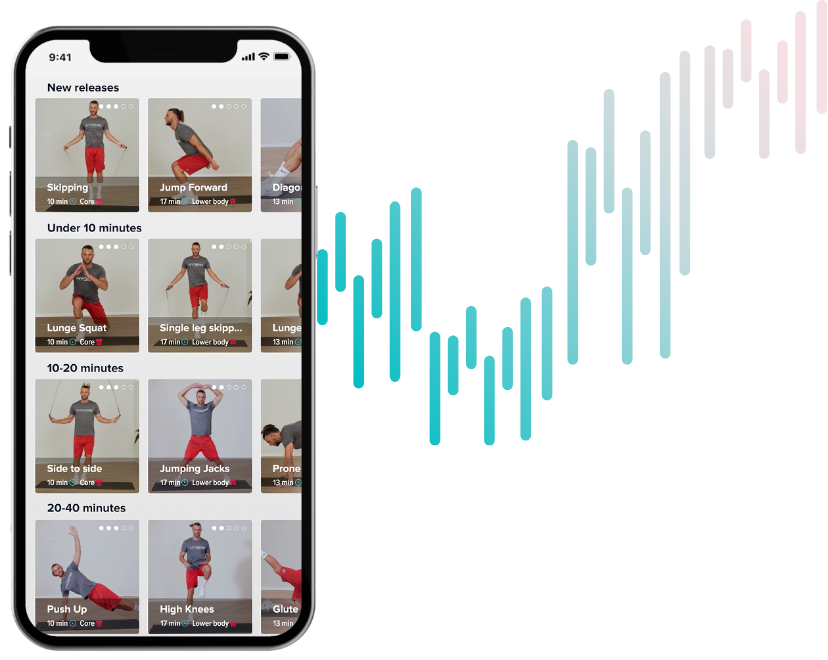 9:41
New releases
Skipping
10 min Core
Jump Forward
17 min Lower body
Diago
13 min
Under 10 minutes
Lunge Squat
10 min Core
Single leg skipp...
17 min Lower body
Lunge
13 min
10-20 minutes
Side to side
10 min Core
Jumping Jacks
17 min Lower body
Prone
13 min
20-40 minutes
Push Up
10 min Core
High Knees
17 min Lower body
Glute
13 min